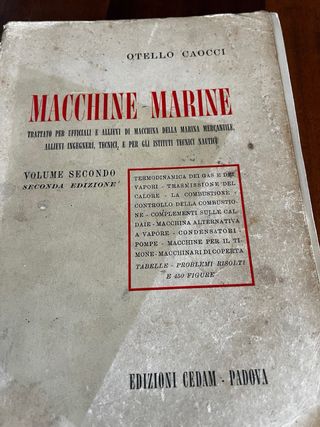 OTELLO CAOCCI
MACCHINE MARINE
TRATTATO PER UFFICIALI E ALLIEVI DI MACCHINA DELLA MARINA MERCANTILE,
ALLIEVI INGEGNERI, TECNICI, E PER GLI ISTITUTI TECNICI NAUTICI
VOLUME SECONDO
SECONDA EDIZIONE
TERMODINAMICA DEI GAS E DEI
VAPORI - TRASMISSIONE DEL
CALORE - LA COMBUSTIONE -
CONTROLLO DELLA COMBUSTIO-
NE - COMPLEMENTI SULLE CAL-
DAIE - MACCHINA ALTERNATIVA
A VAPORE - CONDENSATORI -
POMPE - MACCHINE PER IL TI-
MONE - MACCHINARI DI COPERTA
TABELLE - PROBLEMI RISOLTI
E 450 FIGURE
EDIZIONI CEDAM - PADOVA